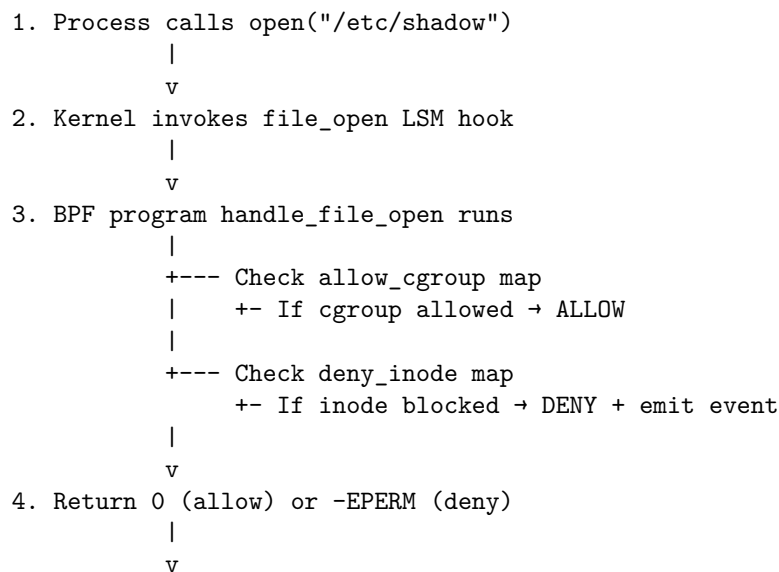 1. Process calls open("/etc/shadow")
|
v
2. Kernel invokes file_open LSM hook
|
v
3. BPF program handle_file_open runs
|
+--- Check allow_cgroup map
| +- If cgroup allowed → ALLOW
|
+--- Check deny_inode map
+- If inode blocked → DENY + emit event
|
v
4. Return 0 (allow) or -EPERM (deny)
|
v